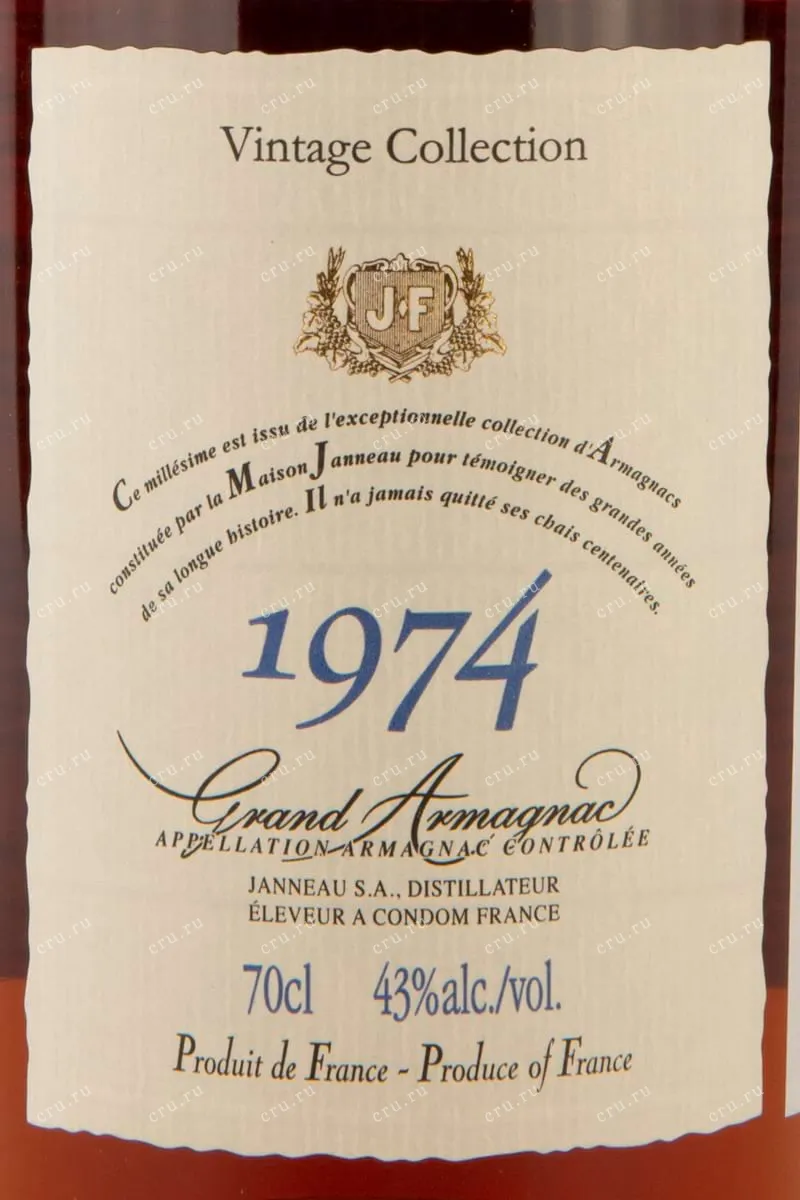 Vintage Collection
J·F
Ce millésime est issu de l'exceptionnelle collection d'Armagnacs
constituée par la Maison Janneau pour témoigner des grandes années
de sa longue histoire. Il n'a jamais quitté ses chais centenaires.
1974
Grand Armagnac
APPELLATION ARMAGNAC CONTRÔLÉE
JANNEAU S.A., DISTILLATEUR
ÉLEVEUR A CONDOM FRANCE
70cl 43%alc./vol.
Produit de France - Produce of France
cru.ru